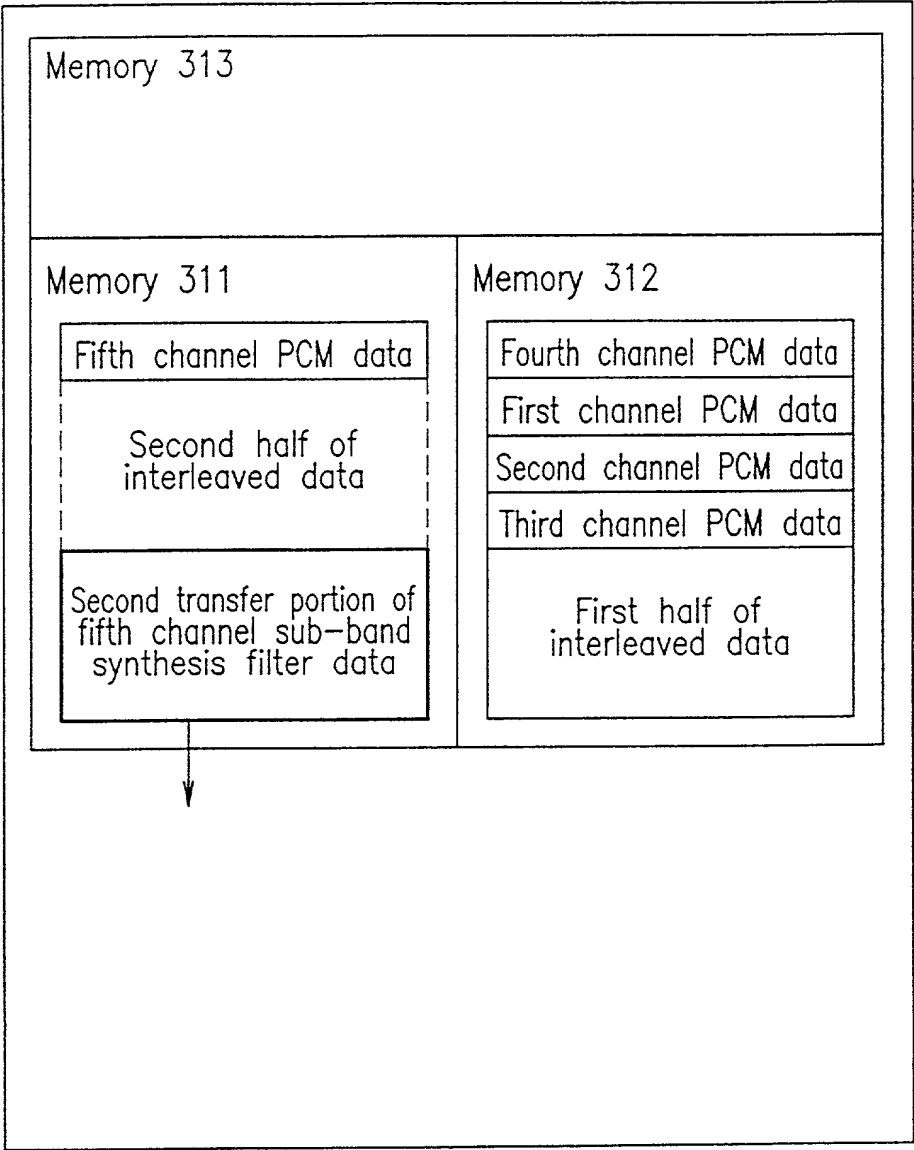 Memory 313
Memory 311
Fifth channel PCM data
Second half of
interleaved data
Second transfer portion of
fifth channel sub-band
synthesis filter data
Memory 312
Fourth channel PCM data
First channel PCM data
Second channel PCM data
Third channel PCM data
First half of
interleaved data